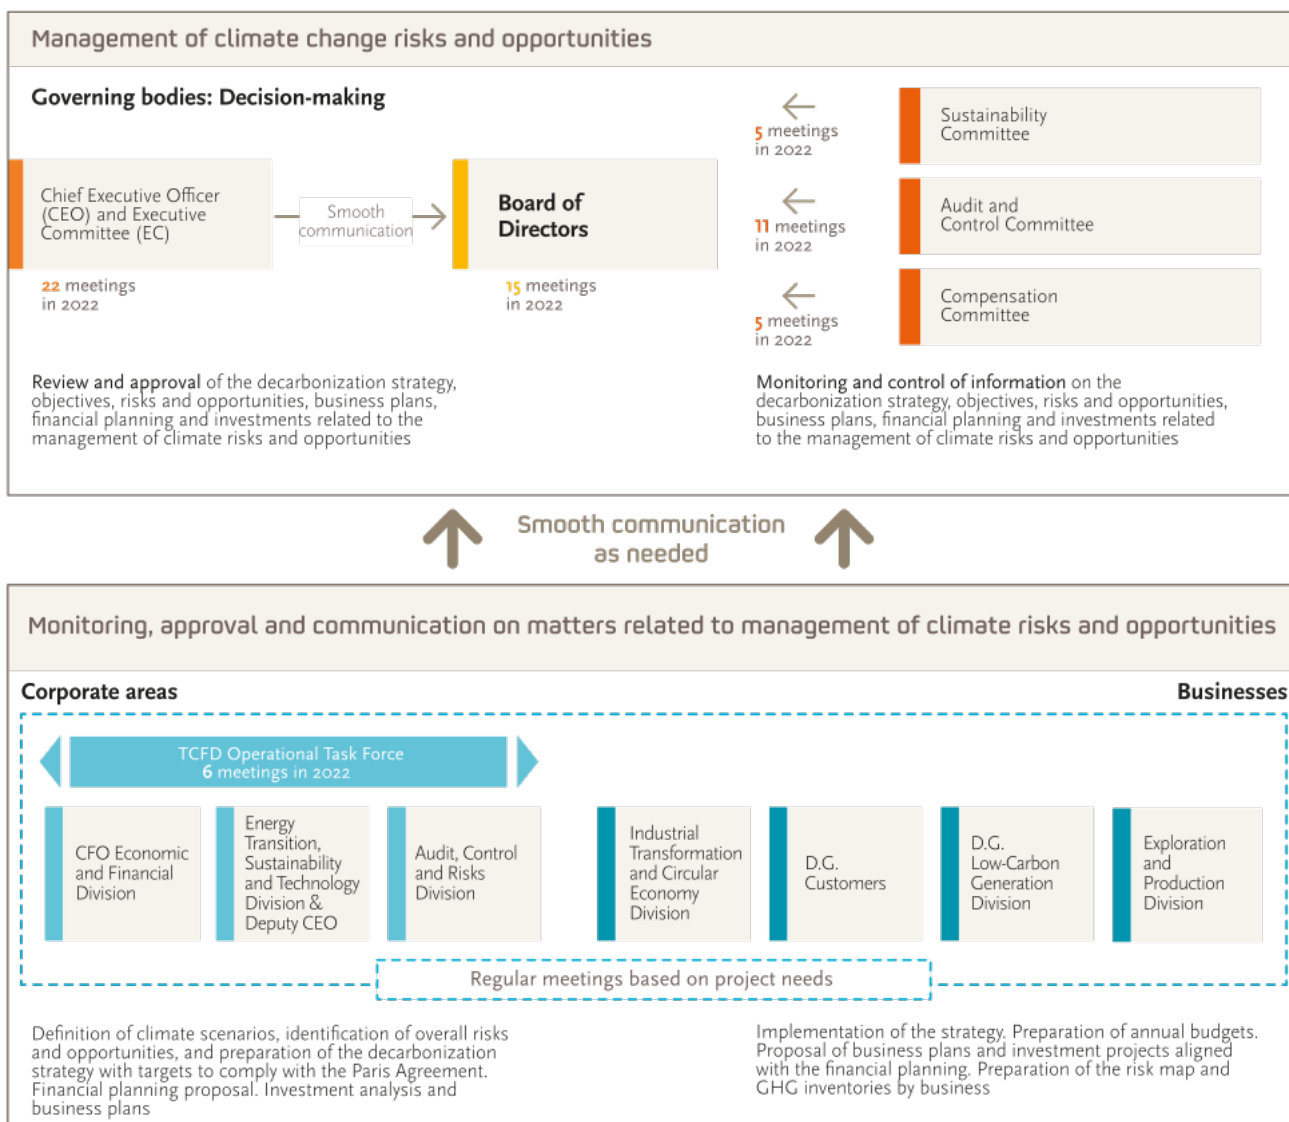 Management of climate change risks and opportunities
Governing bodies: Decision-making
Chief Executive Officer
(CEO) and Executive
Committee (EC)
22 meetings
in 2022
Smooth
communication
Board of
Directors
15 meetings
in 2022
5 meetings
in 2022
Sustainability
Committee
11 meetings
in 2022
Audit and
Control Committee
5 meetings
in 2022
Compensation
Committee
Review and approval of the decarbonization strategy,
objectives, risks and opportunities, business plans,
financial planning and investments related to the
management of climate risks and opportunities
Monitoring and control of information on the
decarbonization strategy, objectives, risks and opportunities,
business plans, financial planning and investments related
to the management of climate risks and opportunities
Smooth communication
as needed
Monitoring, approval and communication on matters related to management of climate risks and opportunities
Corporate areas
Businesses
TCFD Operational Task Force
6 meetings in 2022
CFO Economic
and Financial
Division
Energy
Transition,
Sustainability
and Technology
Division &
Deputy CEO
Audit, Control
and Risks
Division
Industrial
Transformation
and Circular
Economy
Division
D.G.
Customers
D.G.
Low-Carbon
Generation
Division
Exploration
and
Production
Division
Regular meetings based on project needs
Definition of climate scenarios, identification of overall risks
and opportunities, and preparation of the decarbonization
strategy with targets to comply with the Paris Agreement.
Financial planning proposal. Investment analysis and
business plans
Implementation of the strategy. Preparation of annual budgets.
Proposal of business plans and investment projects aligned
with the financial planning. Preparation of the risk map and
GHG inventories by business